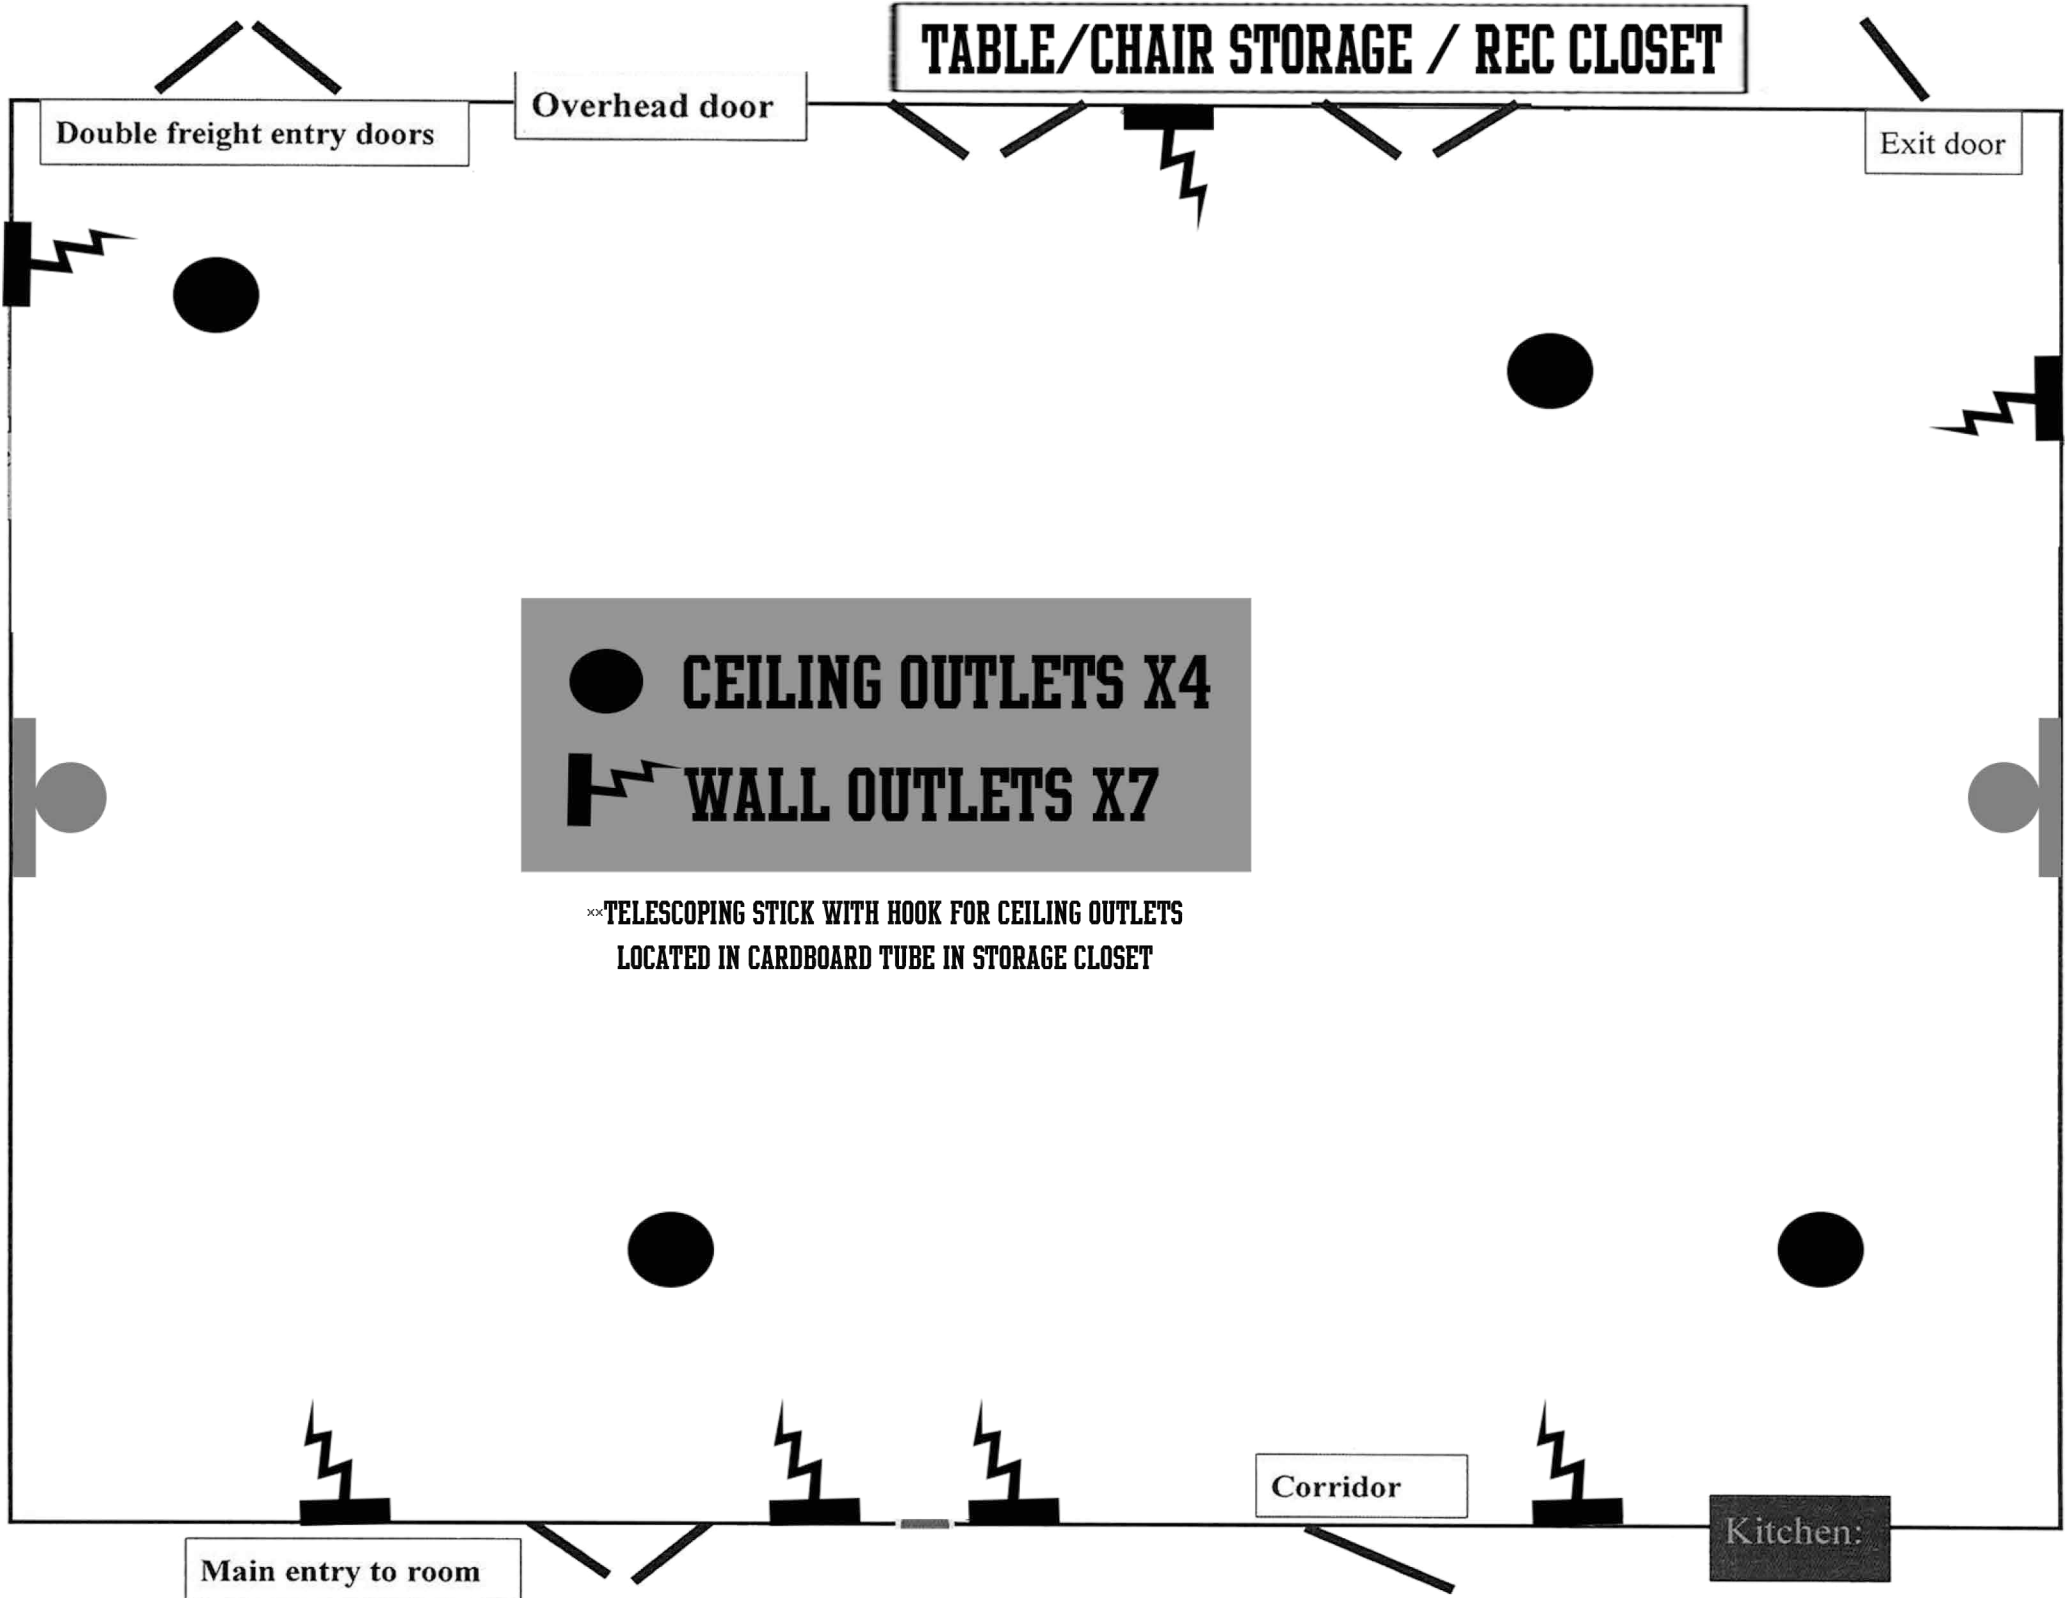 TABLE/CHAIR STORAGE / REC CLOSET
Overhead door
Double freight entry doors
Exit door
CEILING OUTLETS X4
WALL OUTLETS X7
××TELESCOPING STICK WITH HOOK FOR CEILING OUTLETS
LOCATED IN CARDBOARD TUBE IN STORAGE CLOSET
Corridor
Kitchen:
Main entry to room